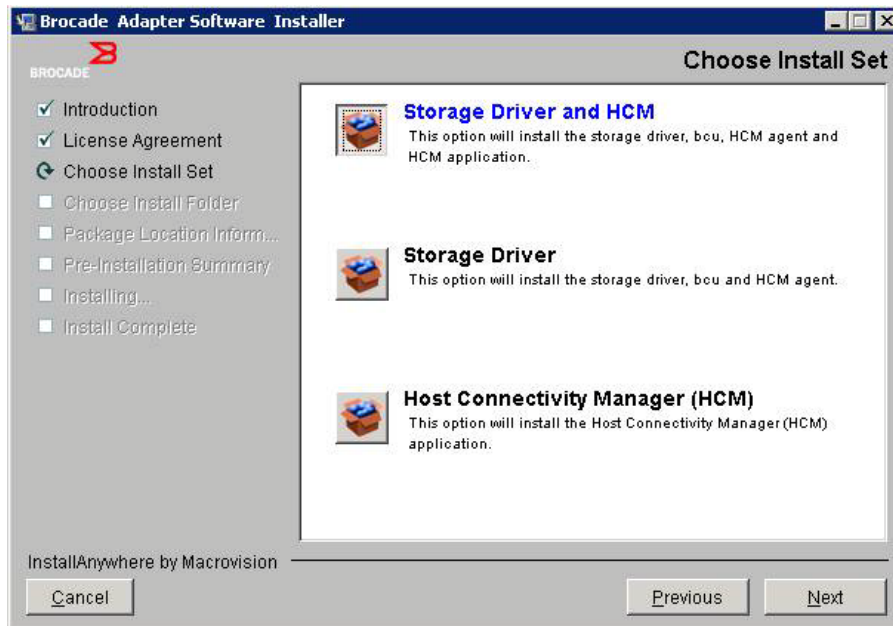 Brocade Adapter Software Installer
BROCADE
Choose Install Set
Introduction
License Agreement
Choose Install Set
Choose Install Folder
Package Location Inform...
Pre-Installation Summary
Installing...
Install Complete
Storage Driver and HCM
This option will install the storage driver, bcu, HCM agent and
HCM application.
Storage Driver
This option will install the storage driver, bcu and HCM agent.
Host Connectivity Manager (HCM)
This option will install the Host Connectivity Manager (HCM)
application.
InstallAnywhere by Macrovision
Cancel
Previous
Next